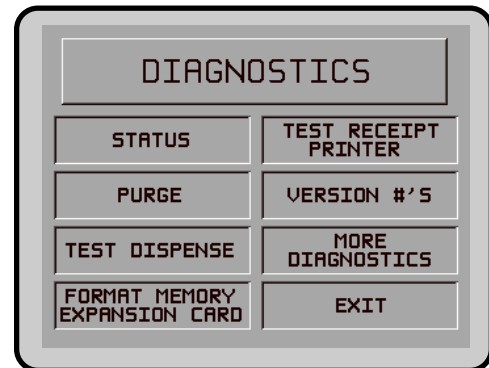 DIAGNOSTICS
STATUS
TEST RECEIPT
PRINTER
PURGE
VERSION #'S
TEST DISPENSE
MORE
DIAGNOSTICS
FORMAT MEMORY
EXPANSION CARD
EXIT